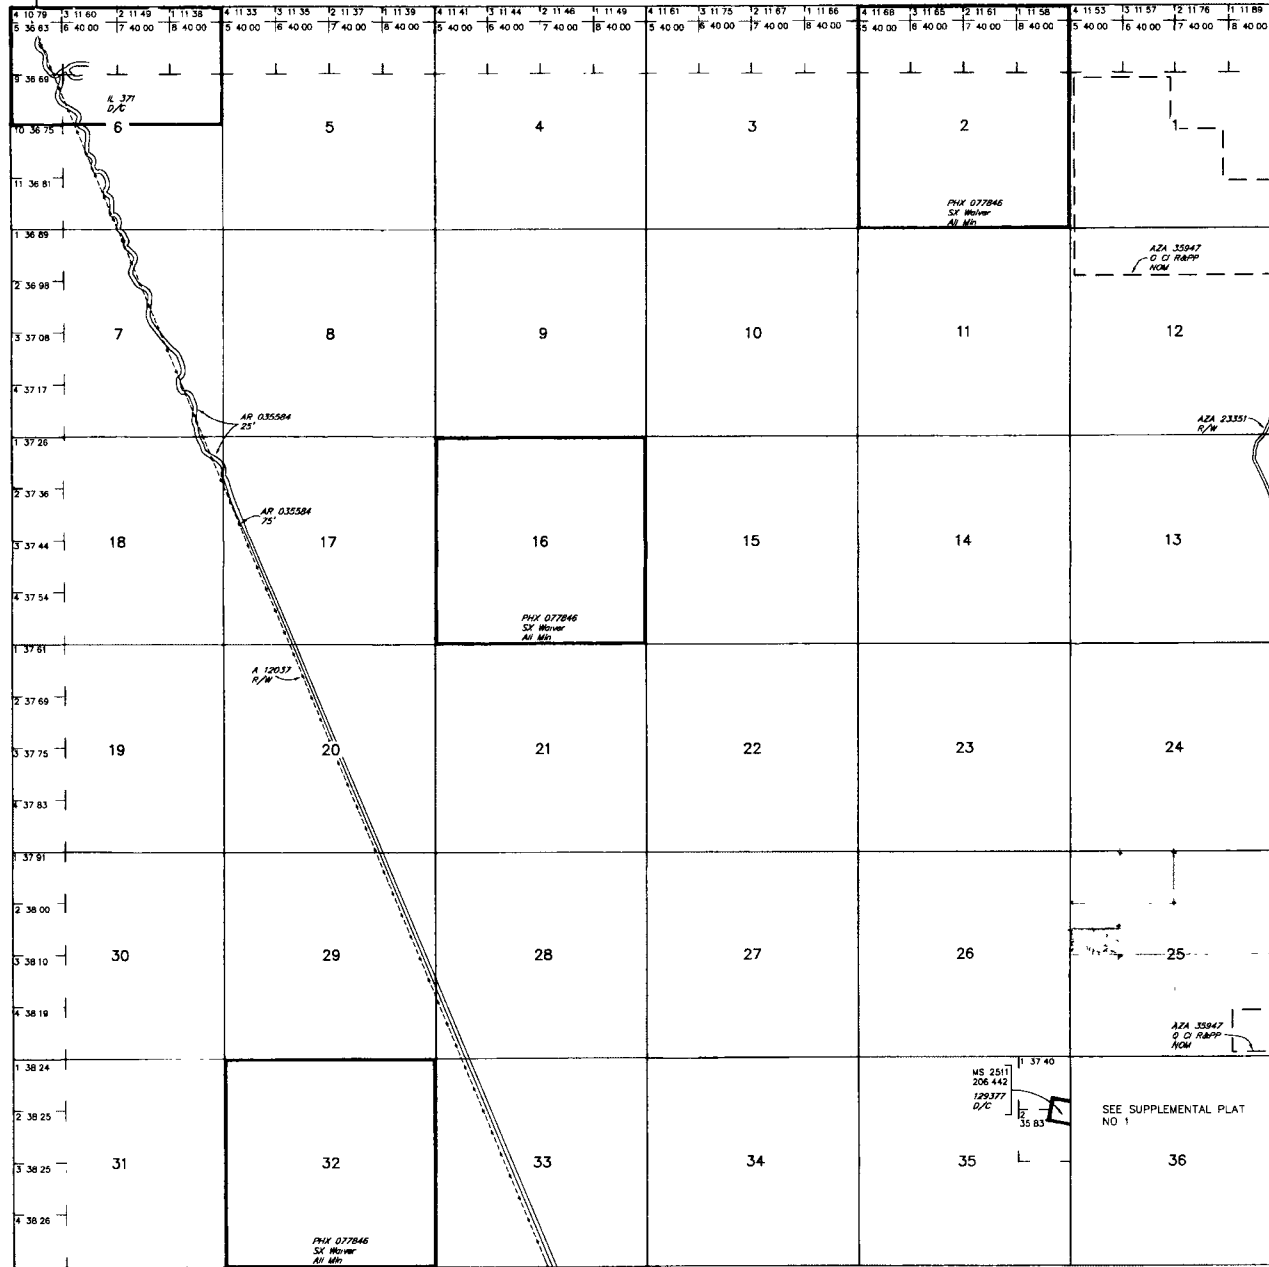 4 10 79 3 11 60 2 11 49 1 11 38 4 11 33 3 11 35 2 11 37 1 11 39 4 11 41 3 11 44 2 11 46 1 11 49 4 11 61 3 11 75 2 11 67 1 11 66 4 11 68 3 11 65 2 11 61 1 11 58 4 11 53 3 11 57 2 11 76 1 11 89
5 36 63 6 40 00 7 40 00 8 40 00 5 40 00 6 40 00 7 40 00 8 40 00 5 40 00 6 40 00 7 40 00 8 40 00 5 40 00 6 40 00 7 40 00 8 40 00 5 40 00 6 40 00 7 40 00 8 40 00 5 40 00 6 40 00 7 40 00 8 40 00
9 36 69
IL 371
D/C
10 36 75 6 5 4 3 2 1
11 36 81
PHX 077846
SX Waiver
All Min
1 36 89
AZA 35947
O Cl R&PP
NOM
2 36 98
3 37 08 7 8 9 10 11 12
4 37 17
AR 035584
25'
AZA 23351
R/W
1 37 26
2 37 36
AR 035584
75'
3 37 44 18 17 16 15 14 13
4 37 54
PHX 077846
SX Waiver
All Min
1 37 61
A 12037
R/W
2 37 69
3 37 75 19 20 21 22 23 24
4 37 83
1 37 91
2 38 00
3 38 10 30 29 28 27 26 25
4 38 19
AZA 35947
O Cl R&PP
NOM
1 38 24 1 37 40
MS 2511
206 442
129377
D/C
2 38 25 2 35 83
SEE SUPPLEMENTAL PLAT
NO 1
3 38 25 31 32 33 34 35 36
4 38 26
PHX 077846
SX Waiver
All Min